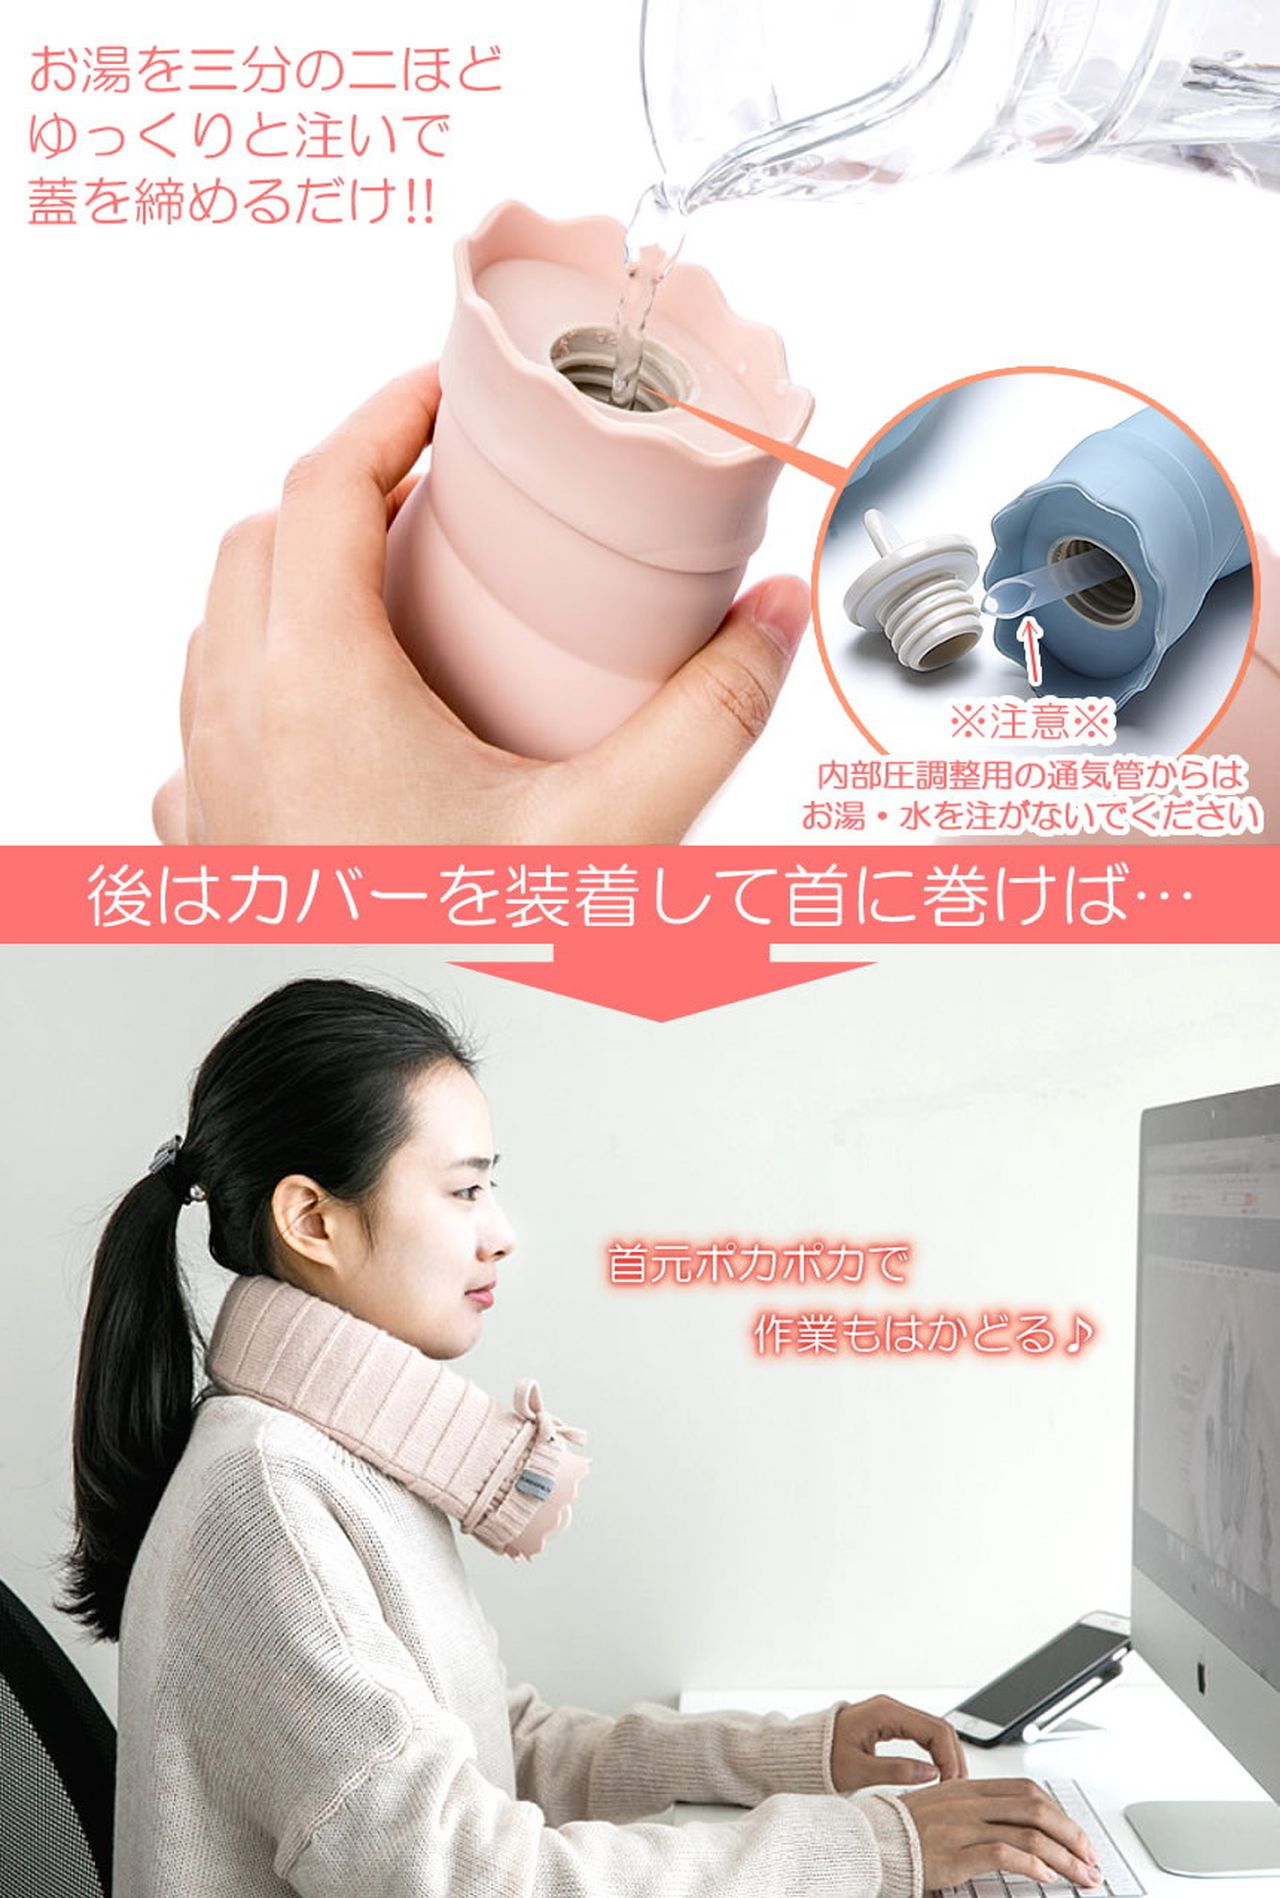 お湯を三分の二ほど
ゆっくりと注いで
蓋を締めるだけ!!
※注意※
内部圧調整用の通気管からは
お湯・水を注がないでください
後はカバーを装着して首に巻けば…
首元ポカポカで
作業もはかどる♪